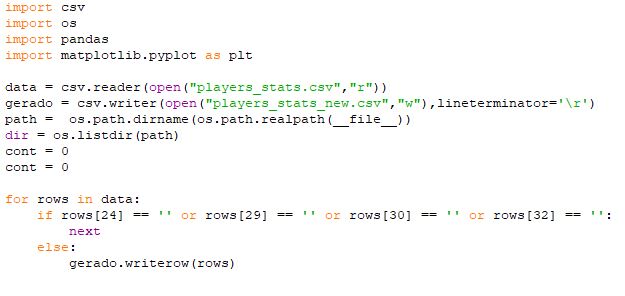 import csv
import os
import pandas
import matplotlib.pyplot as plt

data = csv.reader(open("players_stats.csv","r"))
gerado = csv.writer(open("players_stats_new.csv","w"),lineterminator='\r')
path =  os.path.dirname(os.path.realpath(__file__))
dir = os.listdir(path)
cont = 0
cont = 0

for rows in data:
    if rows[24] == '' or rows[29] == '' or rows[30] == '' or rows[32] == '':
        next
    else:
        gerado.writerow(rows)